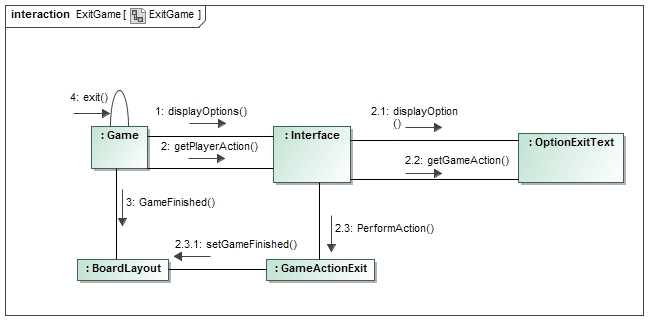 interaction ExitGame [ ExitGame ]
4: exit()
1: displayOptions()
2.1: displayOption
()
: Game
: Interface
: OptionExitText
2: getPlayerAction()
2.2: getGameAction()
3: GameFinished()
2.3: PerformAction()
2.3.1: setGameFinished()
: BoardLayout
: GameActionExit